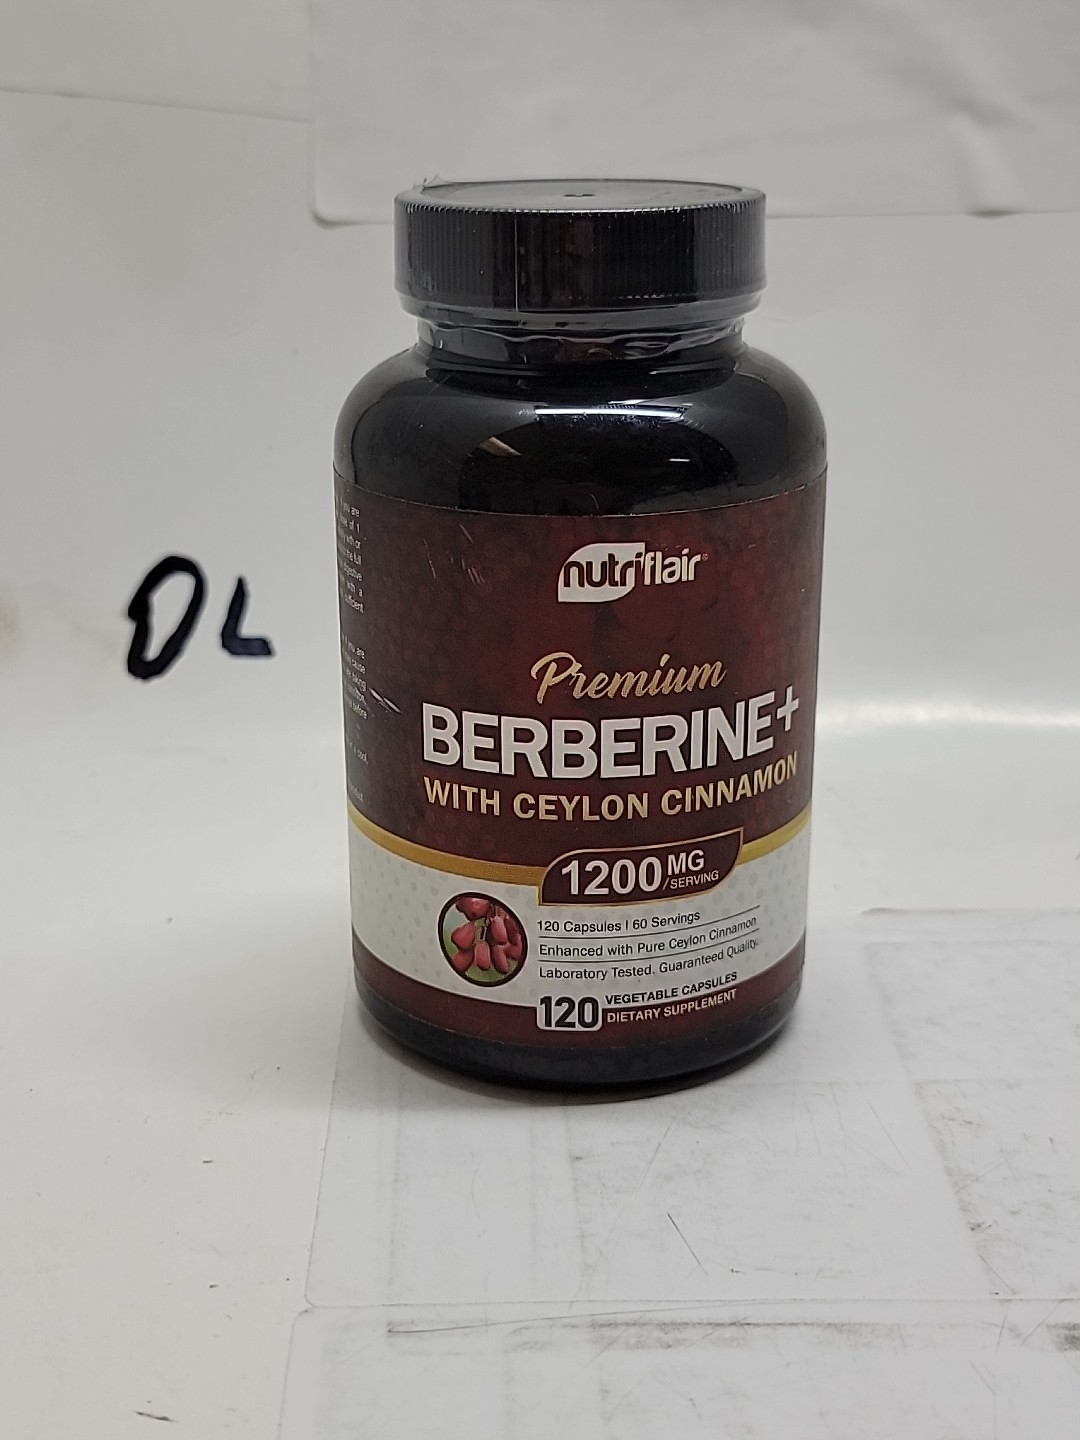 DL
nutriflair®
Premium
BERBERINE+
WITH CEYLON CINNAMON
1200 MG
/SERVING
120 Capsules | 60 Servings
Enhanced with Pure Ceylon Cinnamon
Laboratory Tested. Guaranteed Quality.
120 VEGETABLE CAPSULES
DIETARY SUPPLEMENT